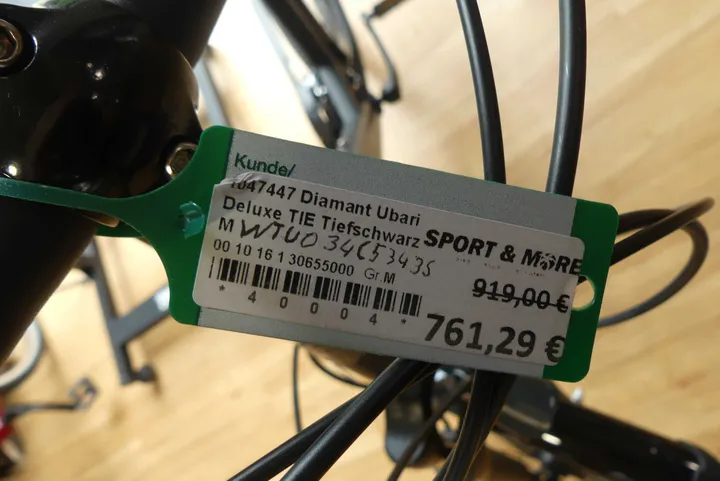 Kunde/
1047447 Diamant Ubari
Deluxe TIE Tiefschwarz
M WTU034C5343S
SPORT & MORE
00 10 16 1 30655000 Gr.M
919,00 €
* 4 0 0 0 4 *
761,29 €